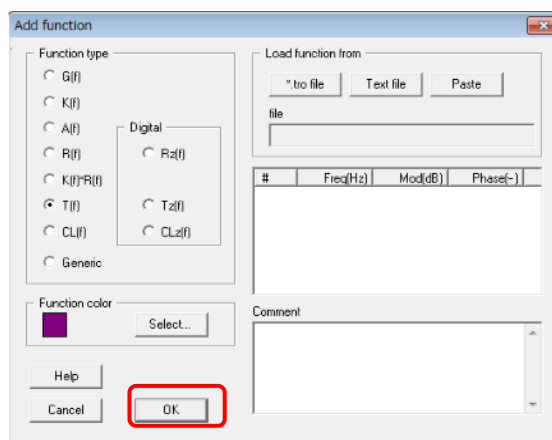 Add function
Function type
G(f)
K(f)
A(f)
R(f)
K(f)*R(f)
T(f)
CL(f)
Generic
Digital
Rz(f)
Tz(f)
CLz(f)
Function color
Select...
Help
Cancel
OK
Load function from
*.tro file
Text file
Paste
file
# Freq(Hz) Mod(dB) Phase(-)
Comment